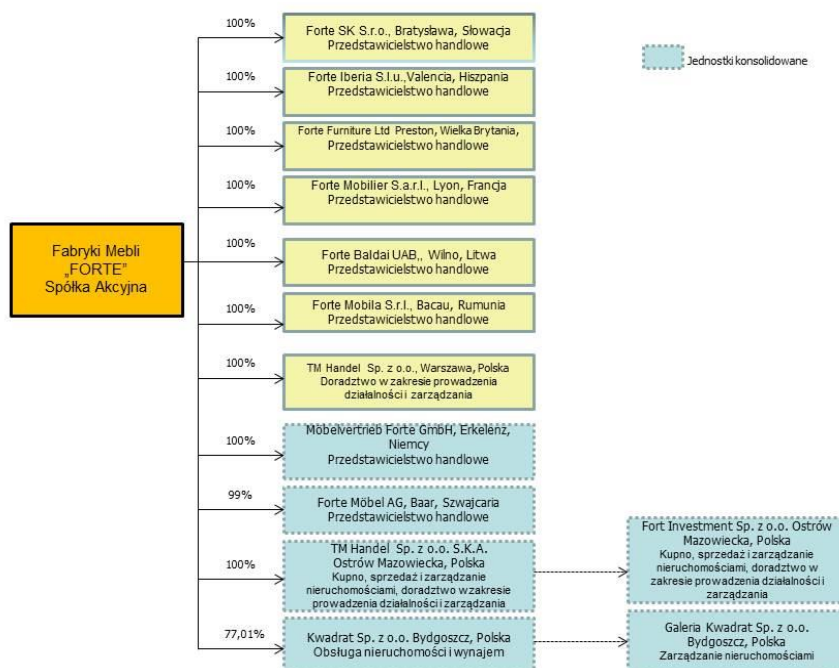 100%
Forte SK S.r.o., Bratysława, Słowacja
Przedstawicielstwo handlowe
Jednostki konsolidowane
100%
Forte Iberia S.l.u.,Valencia, Hiszpania
Przedstawicielstwo handlowe
100%
Forte Furniture Ltd Preston, Wielka Brytania,
Przedstawicielstwo handlowe
100%
Forte Mobilier S.a.r.l., Lyon, Francja
Przedstawicielstwo handlowe
Fabryki Mebli
„FORTE”
Spółka Akcyjna
100%
Forte Baldai UAB,, Wilno, Litwa
Przedstawicielstwo handlowe
100%
Forte Mobila S.r.l., Bacau, Rumunia
Przedstawicielstwo handlowe
100%
TM Handel Sp. z o.o., Warszawa, Polska
Doradztwo w zakresie prowadzenia
działalności i zarządzania
100%
Möbelvertrieb Forte GmbH, Erkelenz,
Niemcy
Przedstawicielstwo handlowe
99%
Forte Möbel AG, Baar, Szwajcaria
Przedstawicielstwo handlowe
100%
TM Handel Sp. z o.o. S.K.A.
Ostrów Mazowiecka, Polska
Kupno, sprzedaż i zarządzanie
nieruchomościami, doradztwo w zakresie
prowadzenia działalności i zarządzania
Fort Investment Sp. z o.o. Ostrów
Mazowiecka, Polska
Kupno, sprzedaż i zarządzanie
nieruchomościami, doradztwo w
zakresie prowadzenia działalności i
zarządzania
77,01%
Kwadrat Sp. z o.o. Bydgoszcz, Polska
Obsługa nieruchomości i wynajem
Galeria Kwadrat Sp. z o.o.
Bydgoszcz, Polska
Zarządzanie nieruchomościami